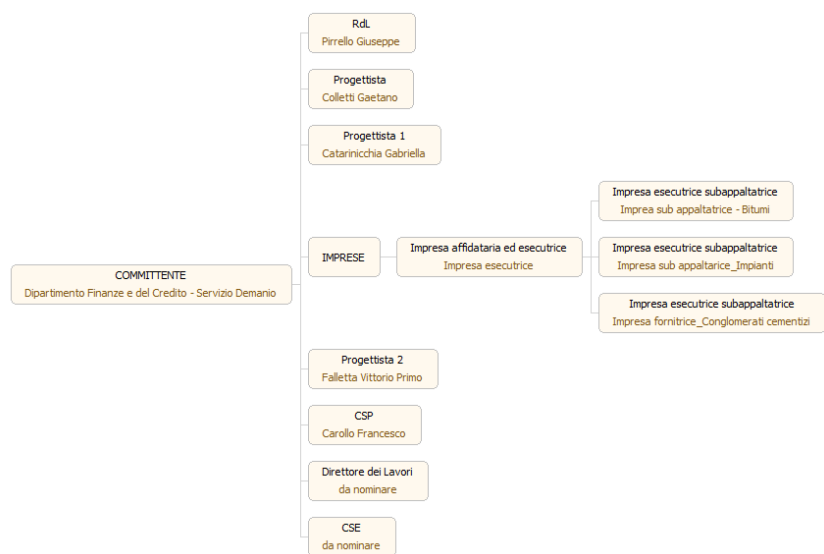 RdL
Pirrello Giuseppe
Progettista
Colletti Gaetano
Progettista 1
Catarinicchia Gabriella
Impresa esecutrice subappaltatrice
Imprea sub appaltatrice - Bitumi
IMPRESE
Impresa affidataria ed esecutrice
Impresa esecutrice
Impresa esecutrice subappaltatrice
Impresa sub appaltarice_Impianti
COMMITTENTE
Dipartimento Finanze e del Credito - Servizio Demanio
Impresa esecutrice subappaltatrice
Impresa fornitrice_Conglomerati cementizi
Progettista 2
Falletta Vittorio Primo
CSP
Carollo Francesco
Direttore dei Lavori
da nominare
CSE
da nominare